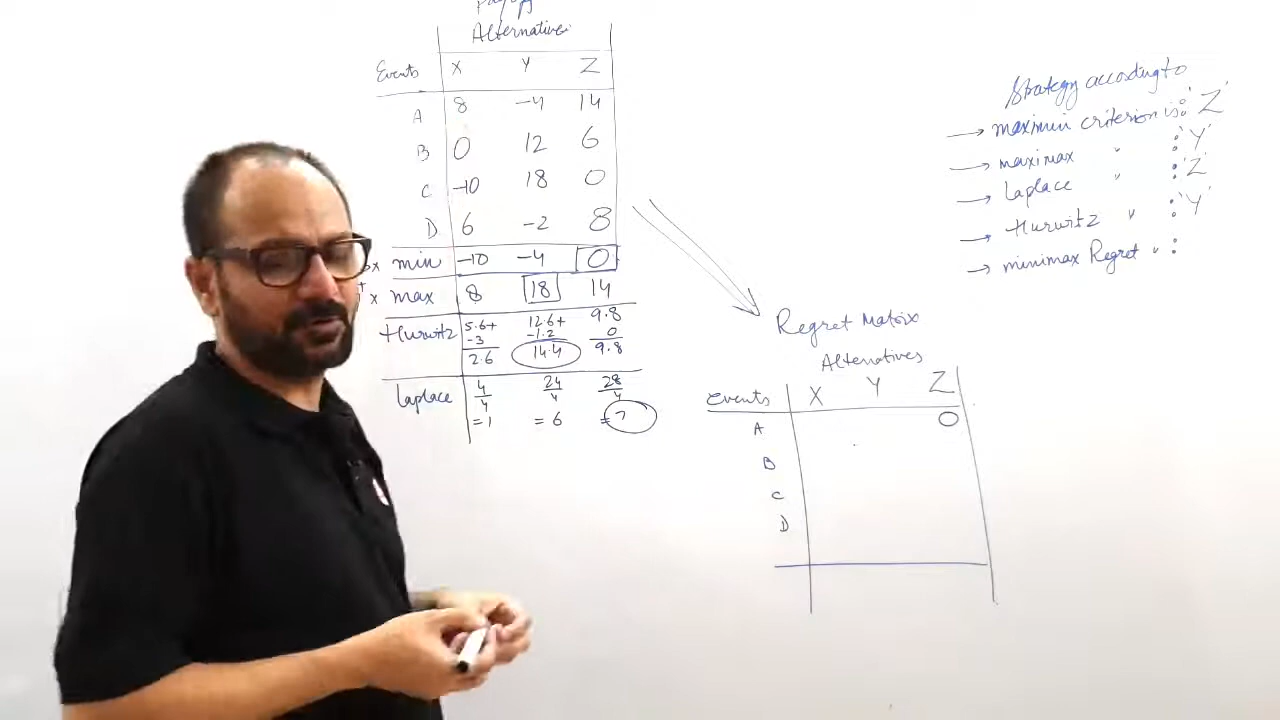 Payoff
Alternatives
Events X Y Z
A 8 -4 14
B 0 12 6
C -10 18 0
D 6 -2 8
min -10 -4 0
x max 8 18 14
Hurwitz 5.6+ 12.6+ 9.8
-3 -1.2 0
2.6 14.4 9.8
Laplace 4/4 24/4 28/4
=1 =6 =7
Strategy according to
→ maximin criterion is: 'Z'
→ maximax " : 'Y'
→ Laplace " : 'Z'
→ Hurwitz " : 'Y'
→ minimax Regret " :
Regret Matrix
Alternatives
Events X Y Z
A 0
B
C
D